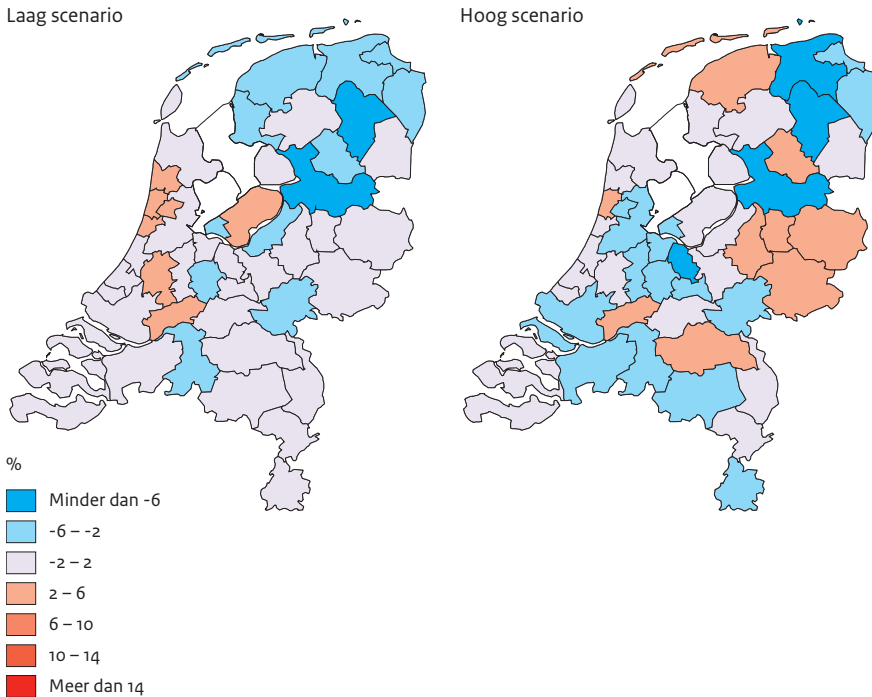 Laag scenario
Hoog scenario
%
Minder dan -6
-6 – -2
-2 – 2
2 – 6
6 – 10
10 – 14
Meer dan 14